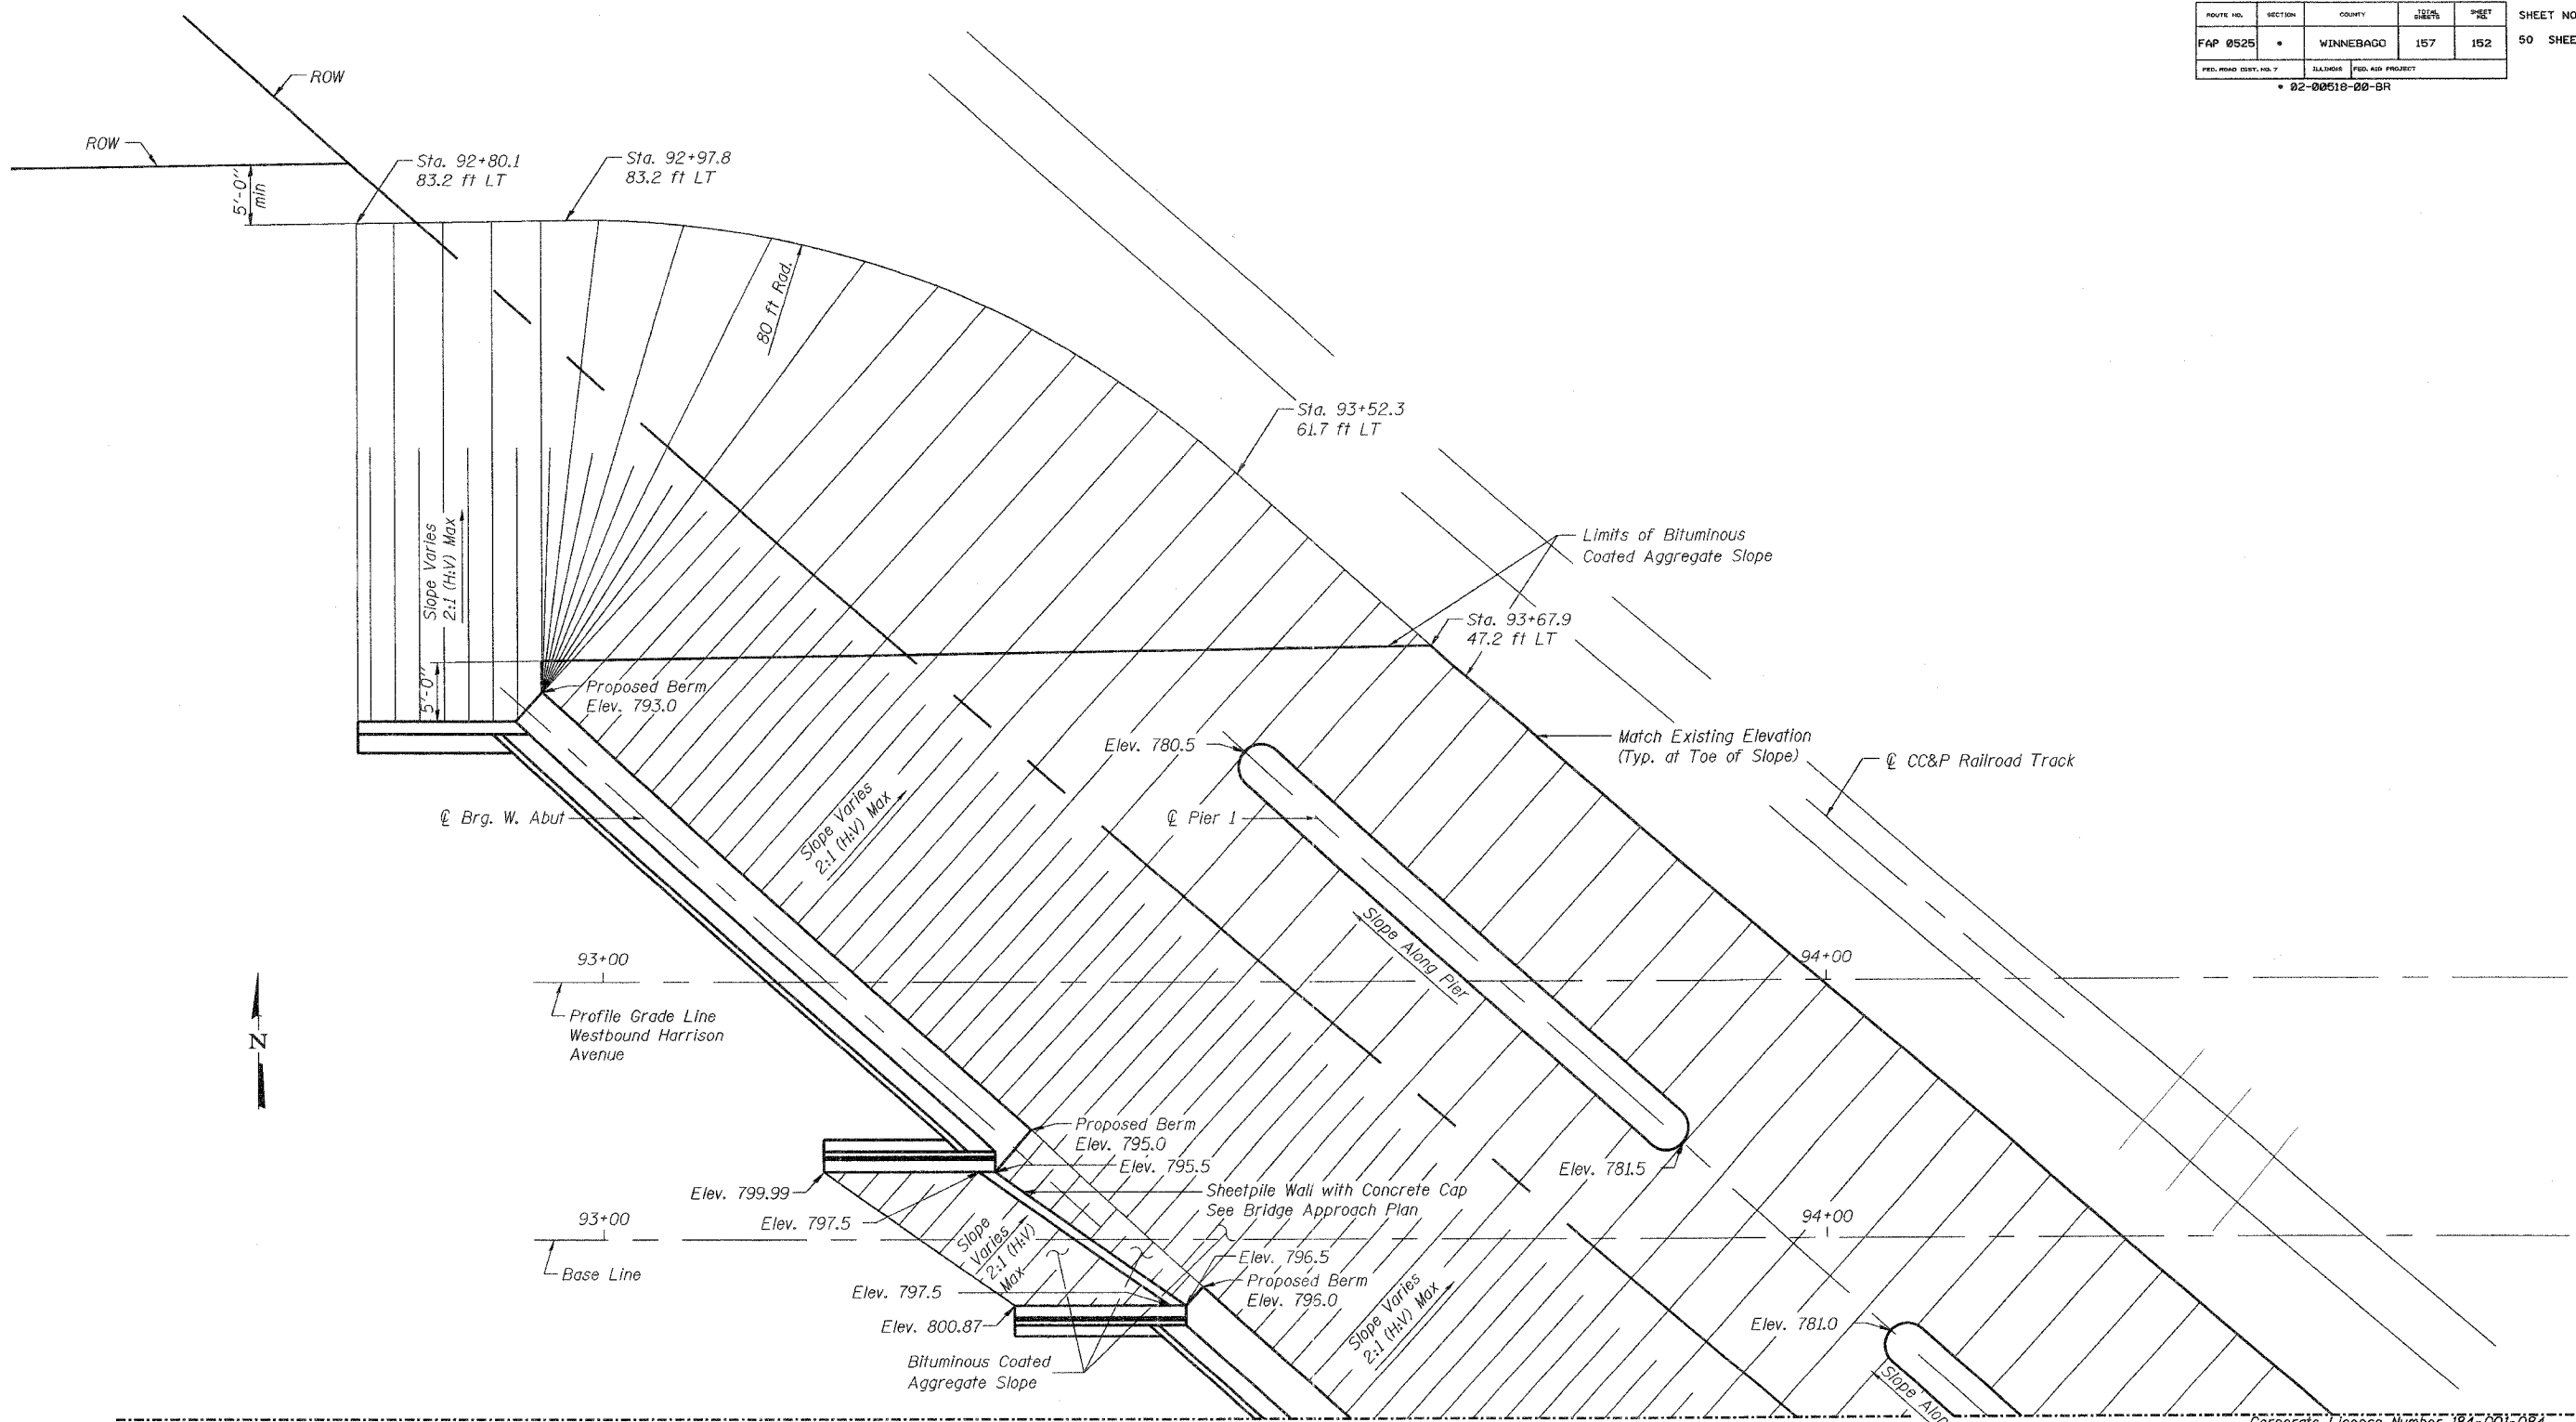 ROUTE NO.
SECTION
COUNTY
TOTAL SHEETS
SHEET NO.
SHEET NO
FAP 0525
*
WINNEBAGO
157
152
50 SHEE
FED. ROAD DIST. NO. 7
ILLINOIS
FED. AID PROJECT
* 02-00518-00-BR
ROW
ROW
5'-0"
min
Sta. 92+80.1
83.2 ft LT
Sta. 92+97.8
83.2 ft LT
80 ft Rad.
Sta. 93+52.3
61.7 ft LT
Slope Varies
2:1 (H:V) Max
Limits of Bituminous
Coated Aggregate Slope
Sta. 93+67.9
47.2 ft LT
5'-0"
Proposed Berm
Elev. 793.0
Elev. 780.5
Match Existing Elevation
(Typ. at Toe of Slope)
℄ CC&P Railroad Track
℄ Brg. W. Abut
Slope Varies
2:1 (H:V) Max
℄ Pier 1
Slope Along Pier
93+00
94+00
Profile Grade Line
Westbound Harrison
Avenue
N
Proposed Berm
Elev. 795.0
Elev. 795.5
Elev. 781.5
Elev. 799.99
Sheetpile Wall with Concrete Cap
See Bridge Approach Plan
Elev. 797.5
93+00
94+00
Slope
Varies
2:1 (H:V)
Max
Base Line
Elev. 796.5
Proposed Berm
Elev. 796.0
Elev. 797.5
Elev. 800.87
Slope Varies
2:1 (H:V) Max
Elev. 781.0
Bituminous Coated
Aggregate Slope
Slope Alon
Corporate License Number 184-001-084